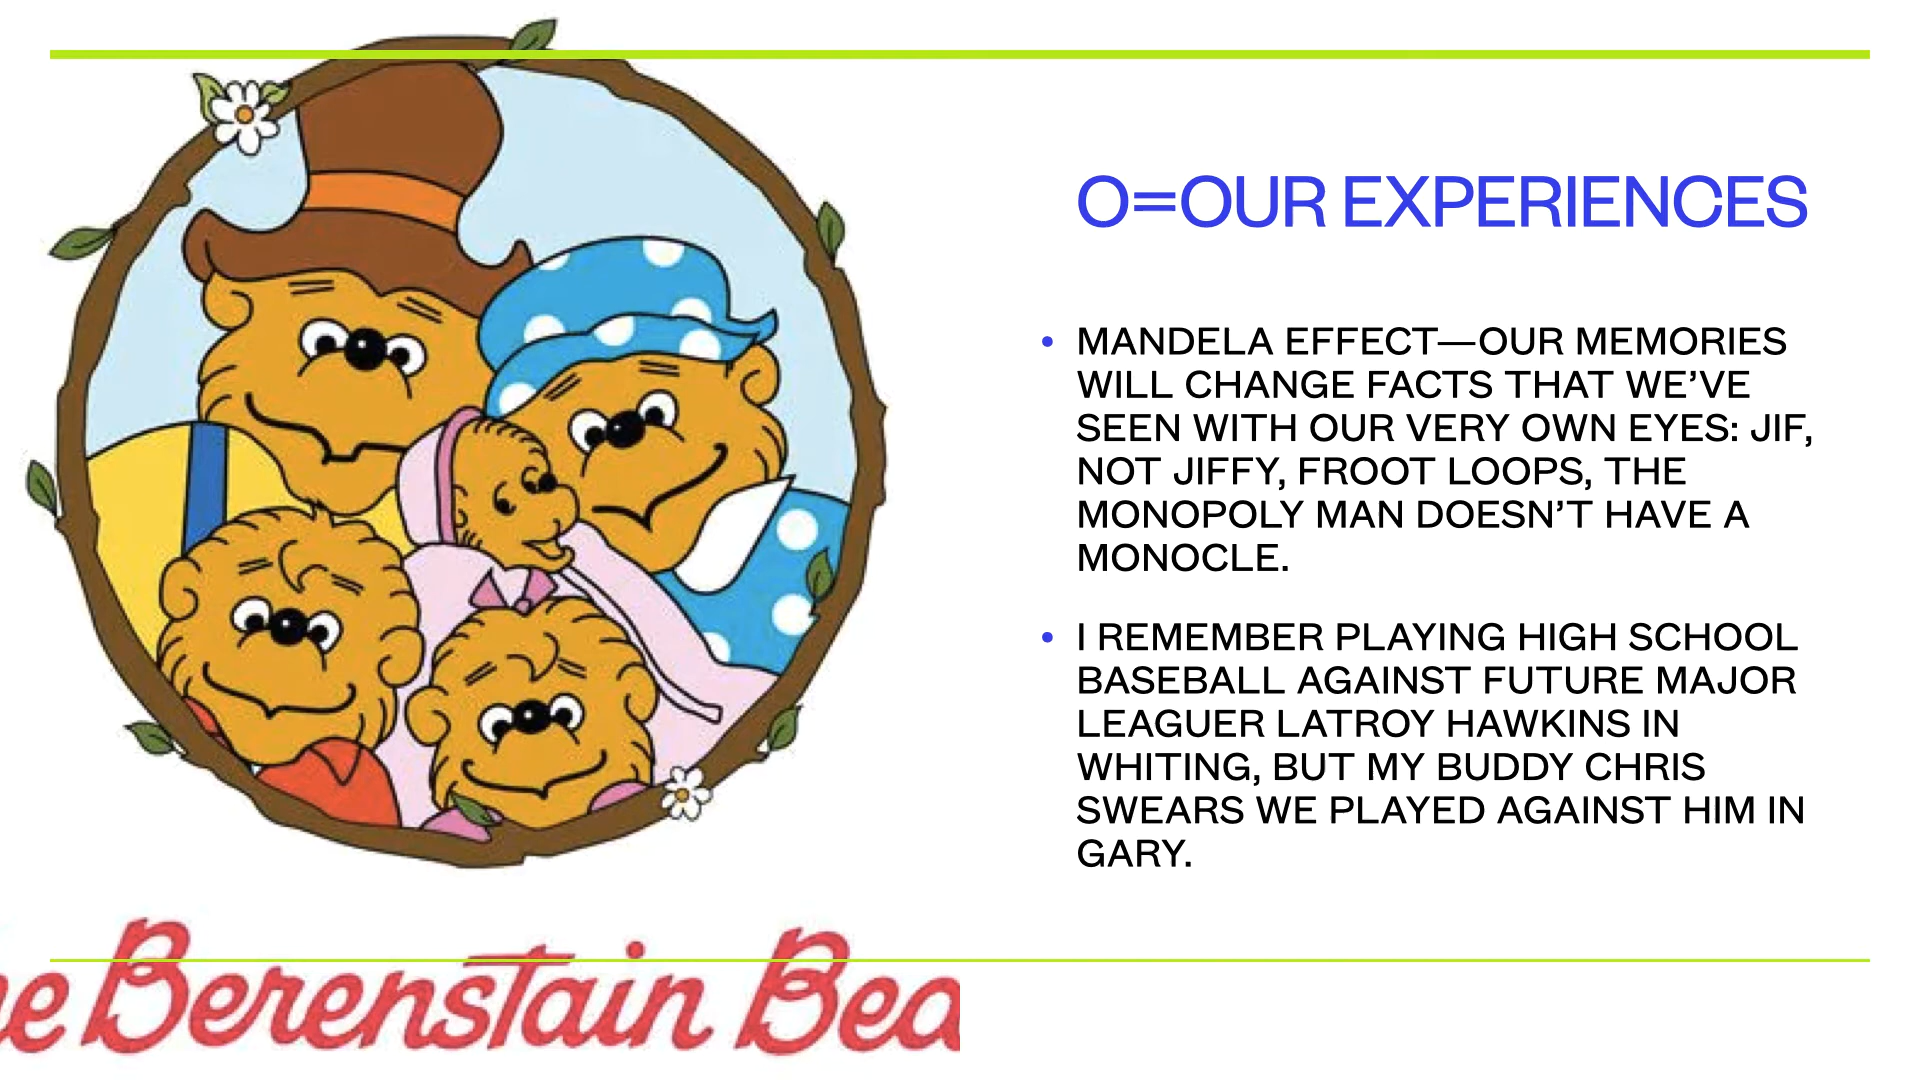 O=OUR EXPERIENCES
• MANDELA EFFECT—OUR MEMORIES
WILL CHANGE FACTS THAT WE’VE
SEEN WITH OUR VERY OWN EYES: JIF,
NOT JIFFY, FROOT LOOPS, THE
MONOPOLY MAN DOESN’T HAVE A
MONOCLE.
• I REMEMBER PLAYING HIGH SCHOOL
BASEBALL AGAINST FUTURE MAJOR
LEAGUER LATROY HAWKINS IN
WHITING, BUT MY BUDDY CHRIS
SWEARS WE PLAYED AGAINST HIM IN
GARY.
he Berenstain Bea